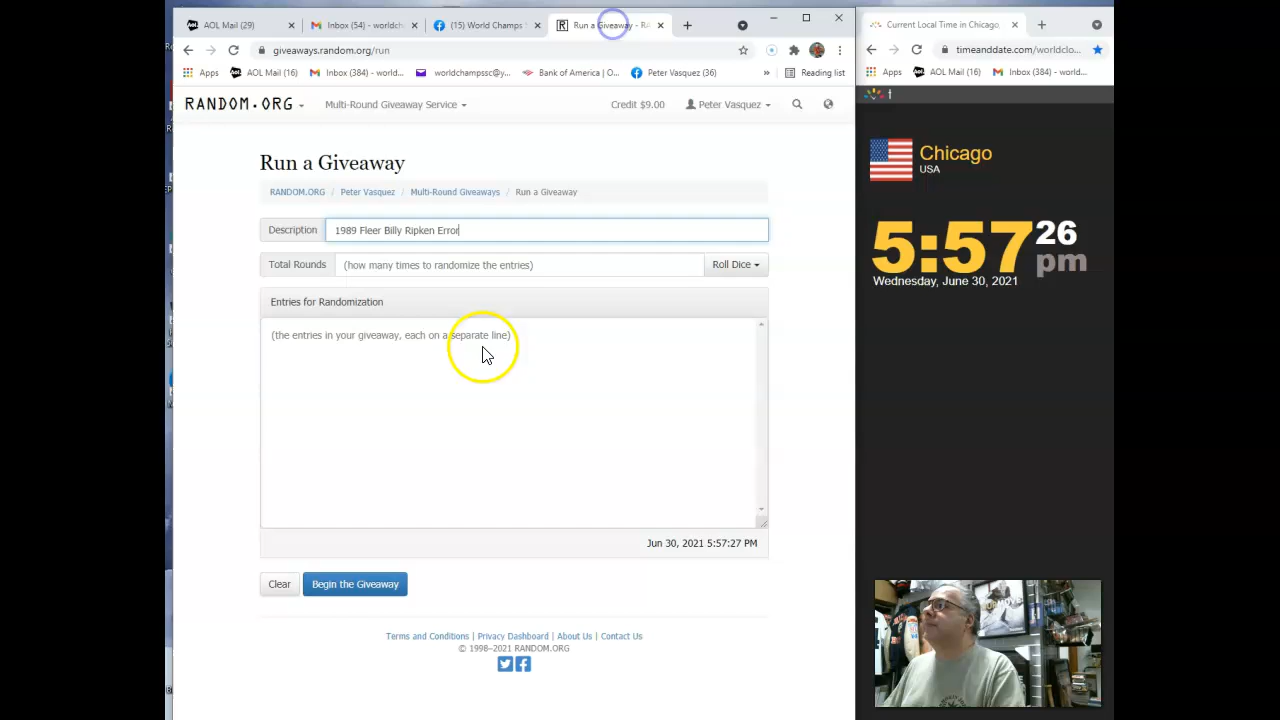 AOL Mail (29)
Inbox (54) - worldch
(15) World Champs
Run a Giveaway - RA
Current Local Time in Chicago,
giveaways.random.org/run
timeanddate.com/worldclo...
Apps
AOL Mail (16)
Inbox (384) - world...
worldchampssc@y...
Bank of America | O...
Peter Vasquez (36)
»
Reading list
Apps
AOL Mail (16)
Inbox (384) - world...
RANDOM.ORG
Multi-Round Giveaway Service
Credit $9.00
Peter Vasquez
Run a Giveaway
RANDOM.ORG / Peter Vasquez / Multi-Round Giveaways / Run a Giveaway
Description
1989 Fleer Billy Ripken Error
Total Rounds
(how many times to randomize the entries)
Roll Dice
Entries for Randomization
(the entries in your giveaway, each on a separate line)
Jun 30, 2021 5:57:27 PM
Clear
Begin the Giveaway
Terms and Conditions | Privacy Dashboard | About Us | Contact Us
© 1998–2021 RANDOM.ORG
t
Chicago
USA
5:57 26
pm
Wednesday, June 30, 2021